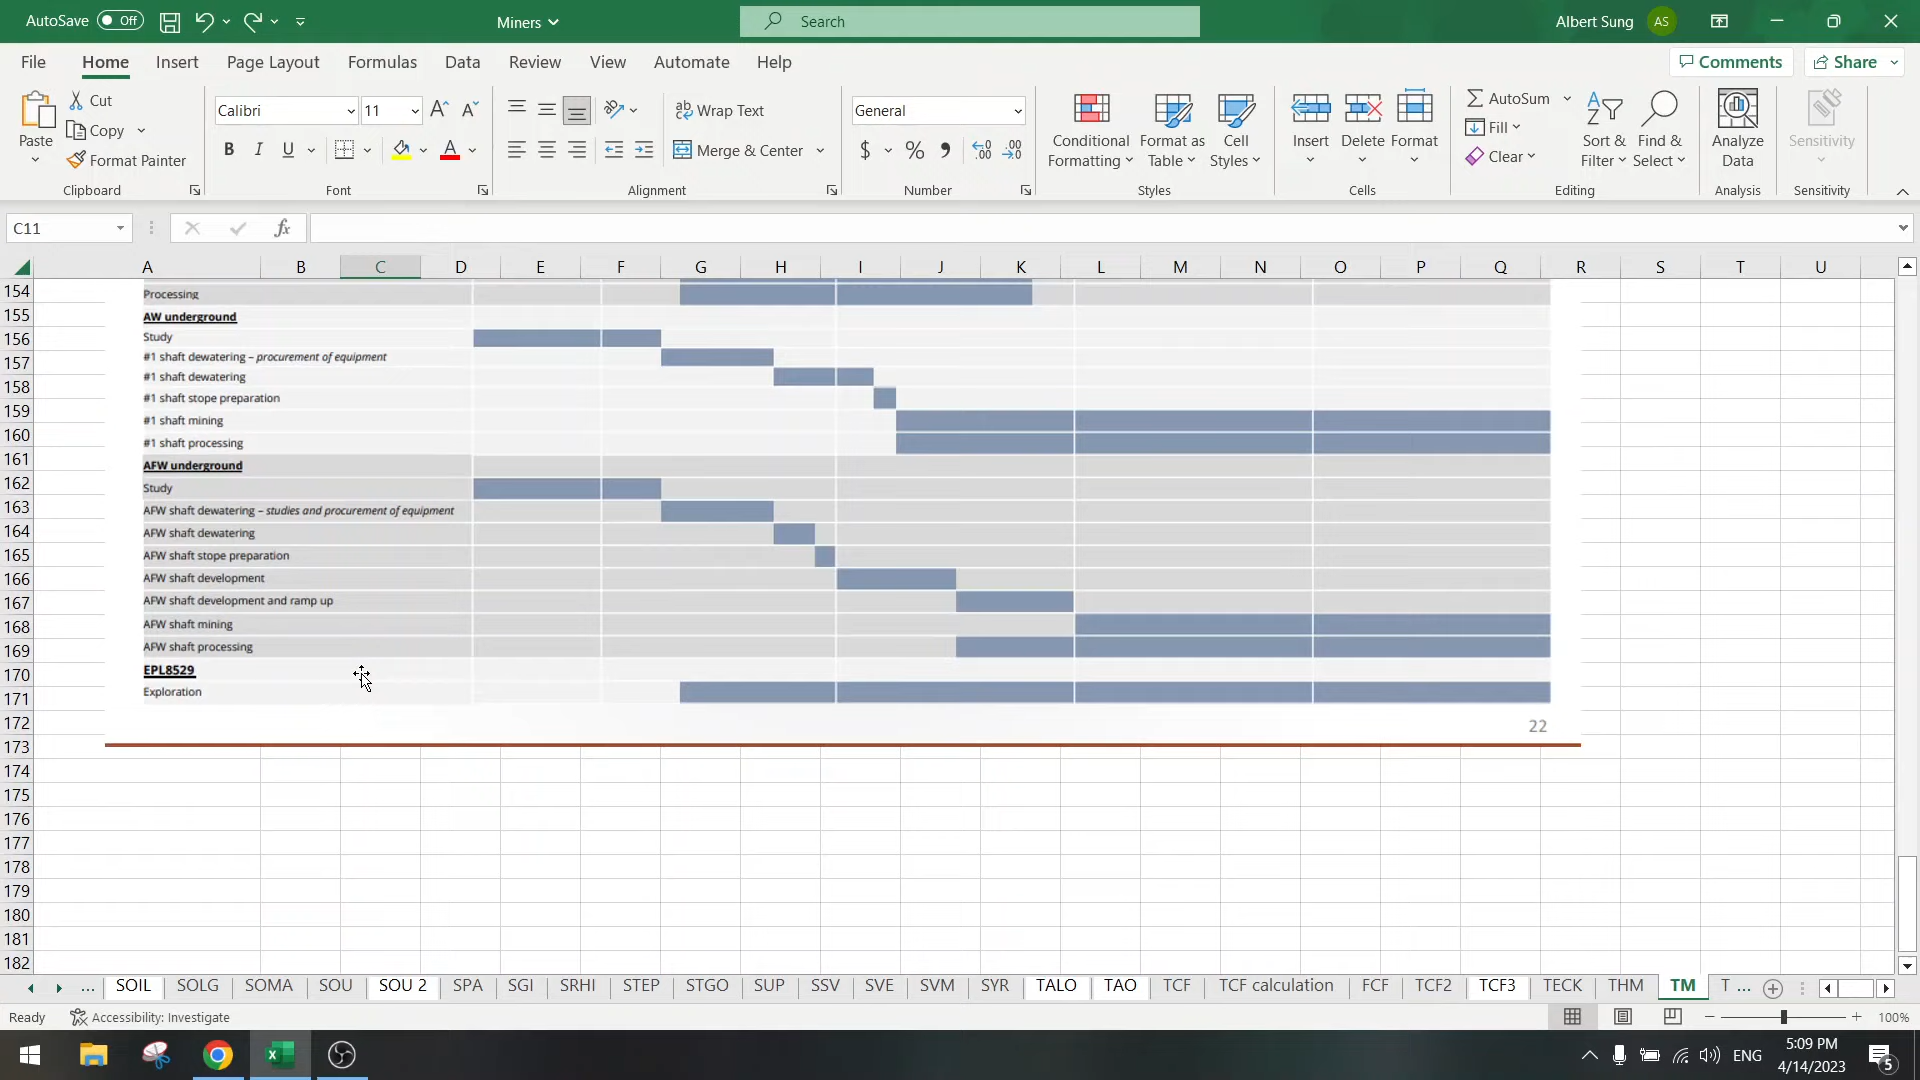 AutoSave Off
Miners
Search
Albert Sung AS
File Home Insert Page Layout Formulas Data Review View Automate Help
Comments Share
Paste
Cut
Copy
Format Painter
Clipboard
Calibri 11
B I U
Font
Wrap Text
Merge & Center
Alignment
General
$ % 9
Number
Conditional Formatting
Format as Table
Cell Styles
Styles
Insert Delete Format
Cells
AutoSum
Fill
Clear
Sort & Filter
Find & Select
Editing
Analyze Data
Analysis
Sensitivity
Sensitivity
C11 fx
A B C D E F G H I J K L M N O P Q R S T U
154 Processing
155 AW underground
156 Study
157 #1 shaft dewatering – procurement of equipment
158 #1 shaft dewatering
159 #1 shaft stope preparation
160 #1 shaft mining
161 #1 shaft processing
162 AFW underground
163 Study
164 AFW shaft dewatering – studies and procurement of equipment
165 AFW shaft dewatering
166 AFW shaft stope preparation
167 AFW shaft development
168 AFW shaft development and ramp up
169 AFW shaft mining
170 AFW shaft processing
171 EPL8529
172 Exploration
173 22
174
175
176
177
178
179
180
181
182
... SOIL SOLG SOMA SOU SOU 2 SPA SGI SRHI STEP STGO SUP SSV SVE SVM SYR TALO TAO TCF TCF calculation FCF TCF2 TCF3 TECK THM TM T ...
Ready Accessibility: Investigate 100%
ENG
5:09 PM
4/14/2023
5